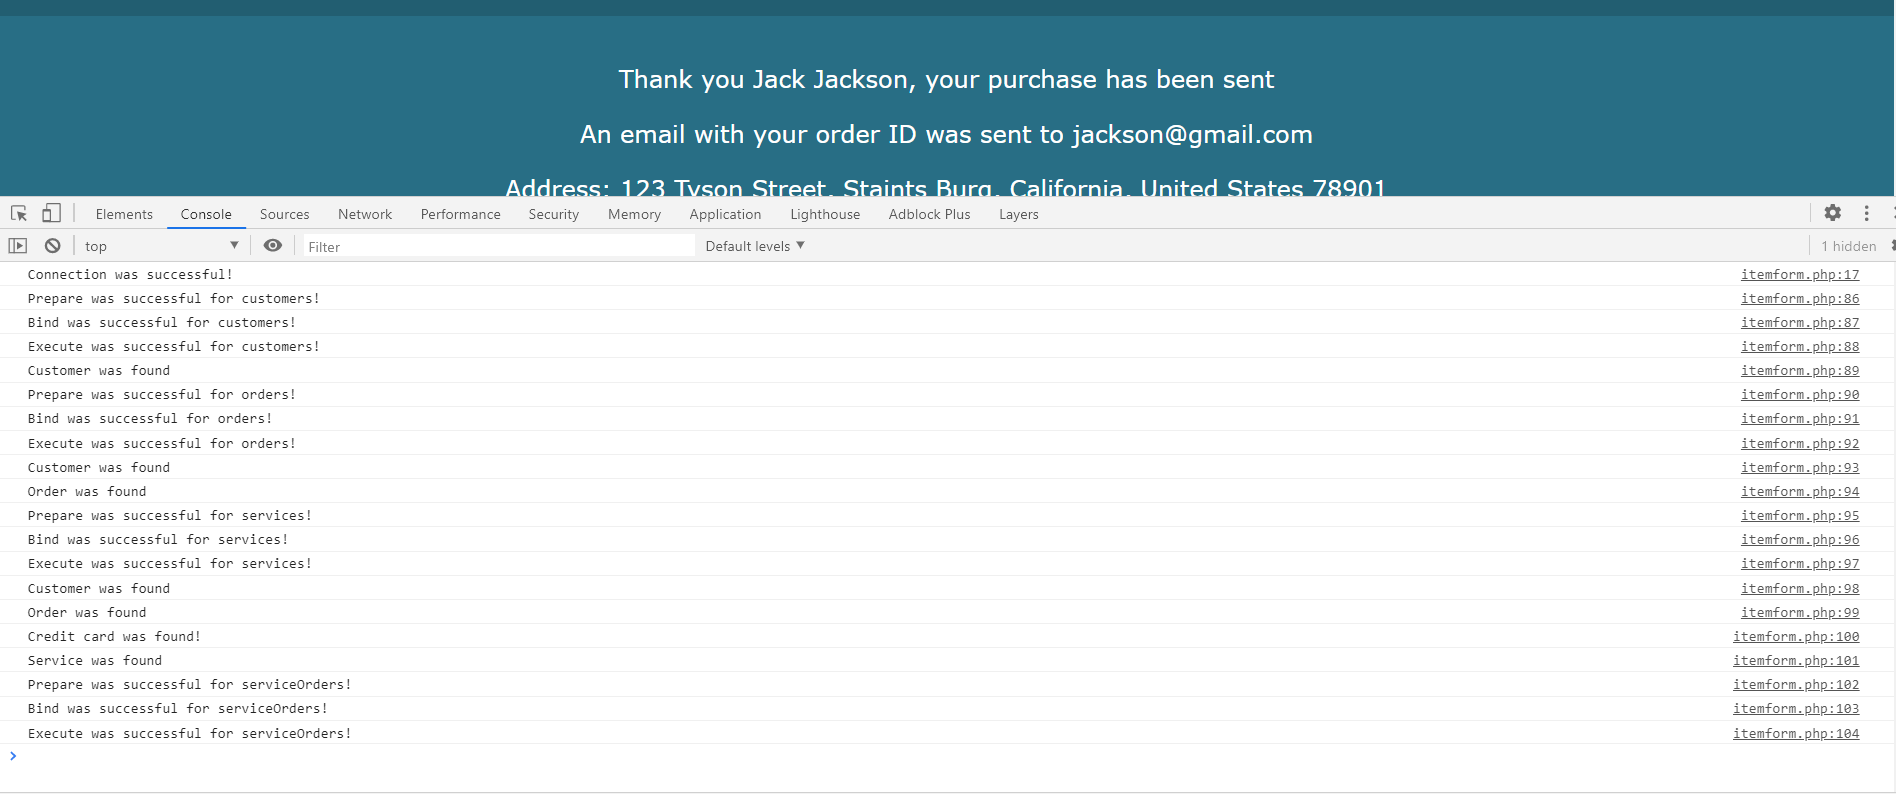 Thank you Jack Jackson, your purchase has been sent
An email with your order ID was sent to jackson@gmail.com
Address: 123 Tyson Street, Staints Burg, California, United States 78901
Elements Console Sources Network Performance Security Memory Application Lighthouse Adblock Plus Layers
top Filter Default levels 1 hidden
Connection was successful! itemform.php:17
Prepare was successful for customers! itemform.php:86
Bind was successful for customers! itemform.php:87
Execute was successful for customers! itemform.php:88
Customer was found itemform.php:89
Prepare was successful for orders! itemform.php:90
Bind was successful for orders! itemform.php:91
Execute was successful for orders! itemform.php:92
Customer was found itemform.php:93
Order was found itemform.php:94
Prepare was successful for services! itemform.php:95
Bind was successful for services! itemform.php:96
Execute was successful for services! itemform.php:97
Customer was found itemform.php:98
Order was found itemform.php:99
Credit card was found! itemform.php:100
Service was found itemform.php:101
Prepare was successful for serviceOrders! itemform.php:102
Bind was successful for serviceOrders! itemform.php:103
Execute was successful for serviceOrders! itemform.php:104